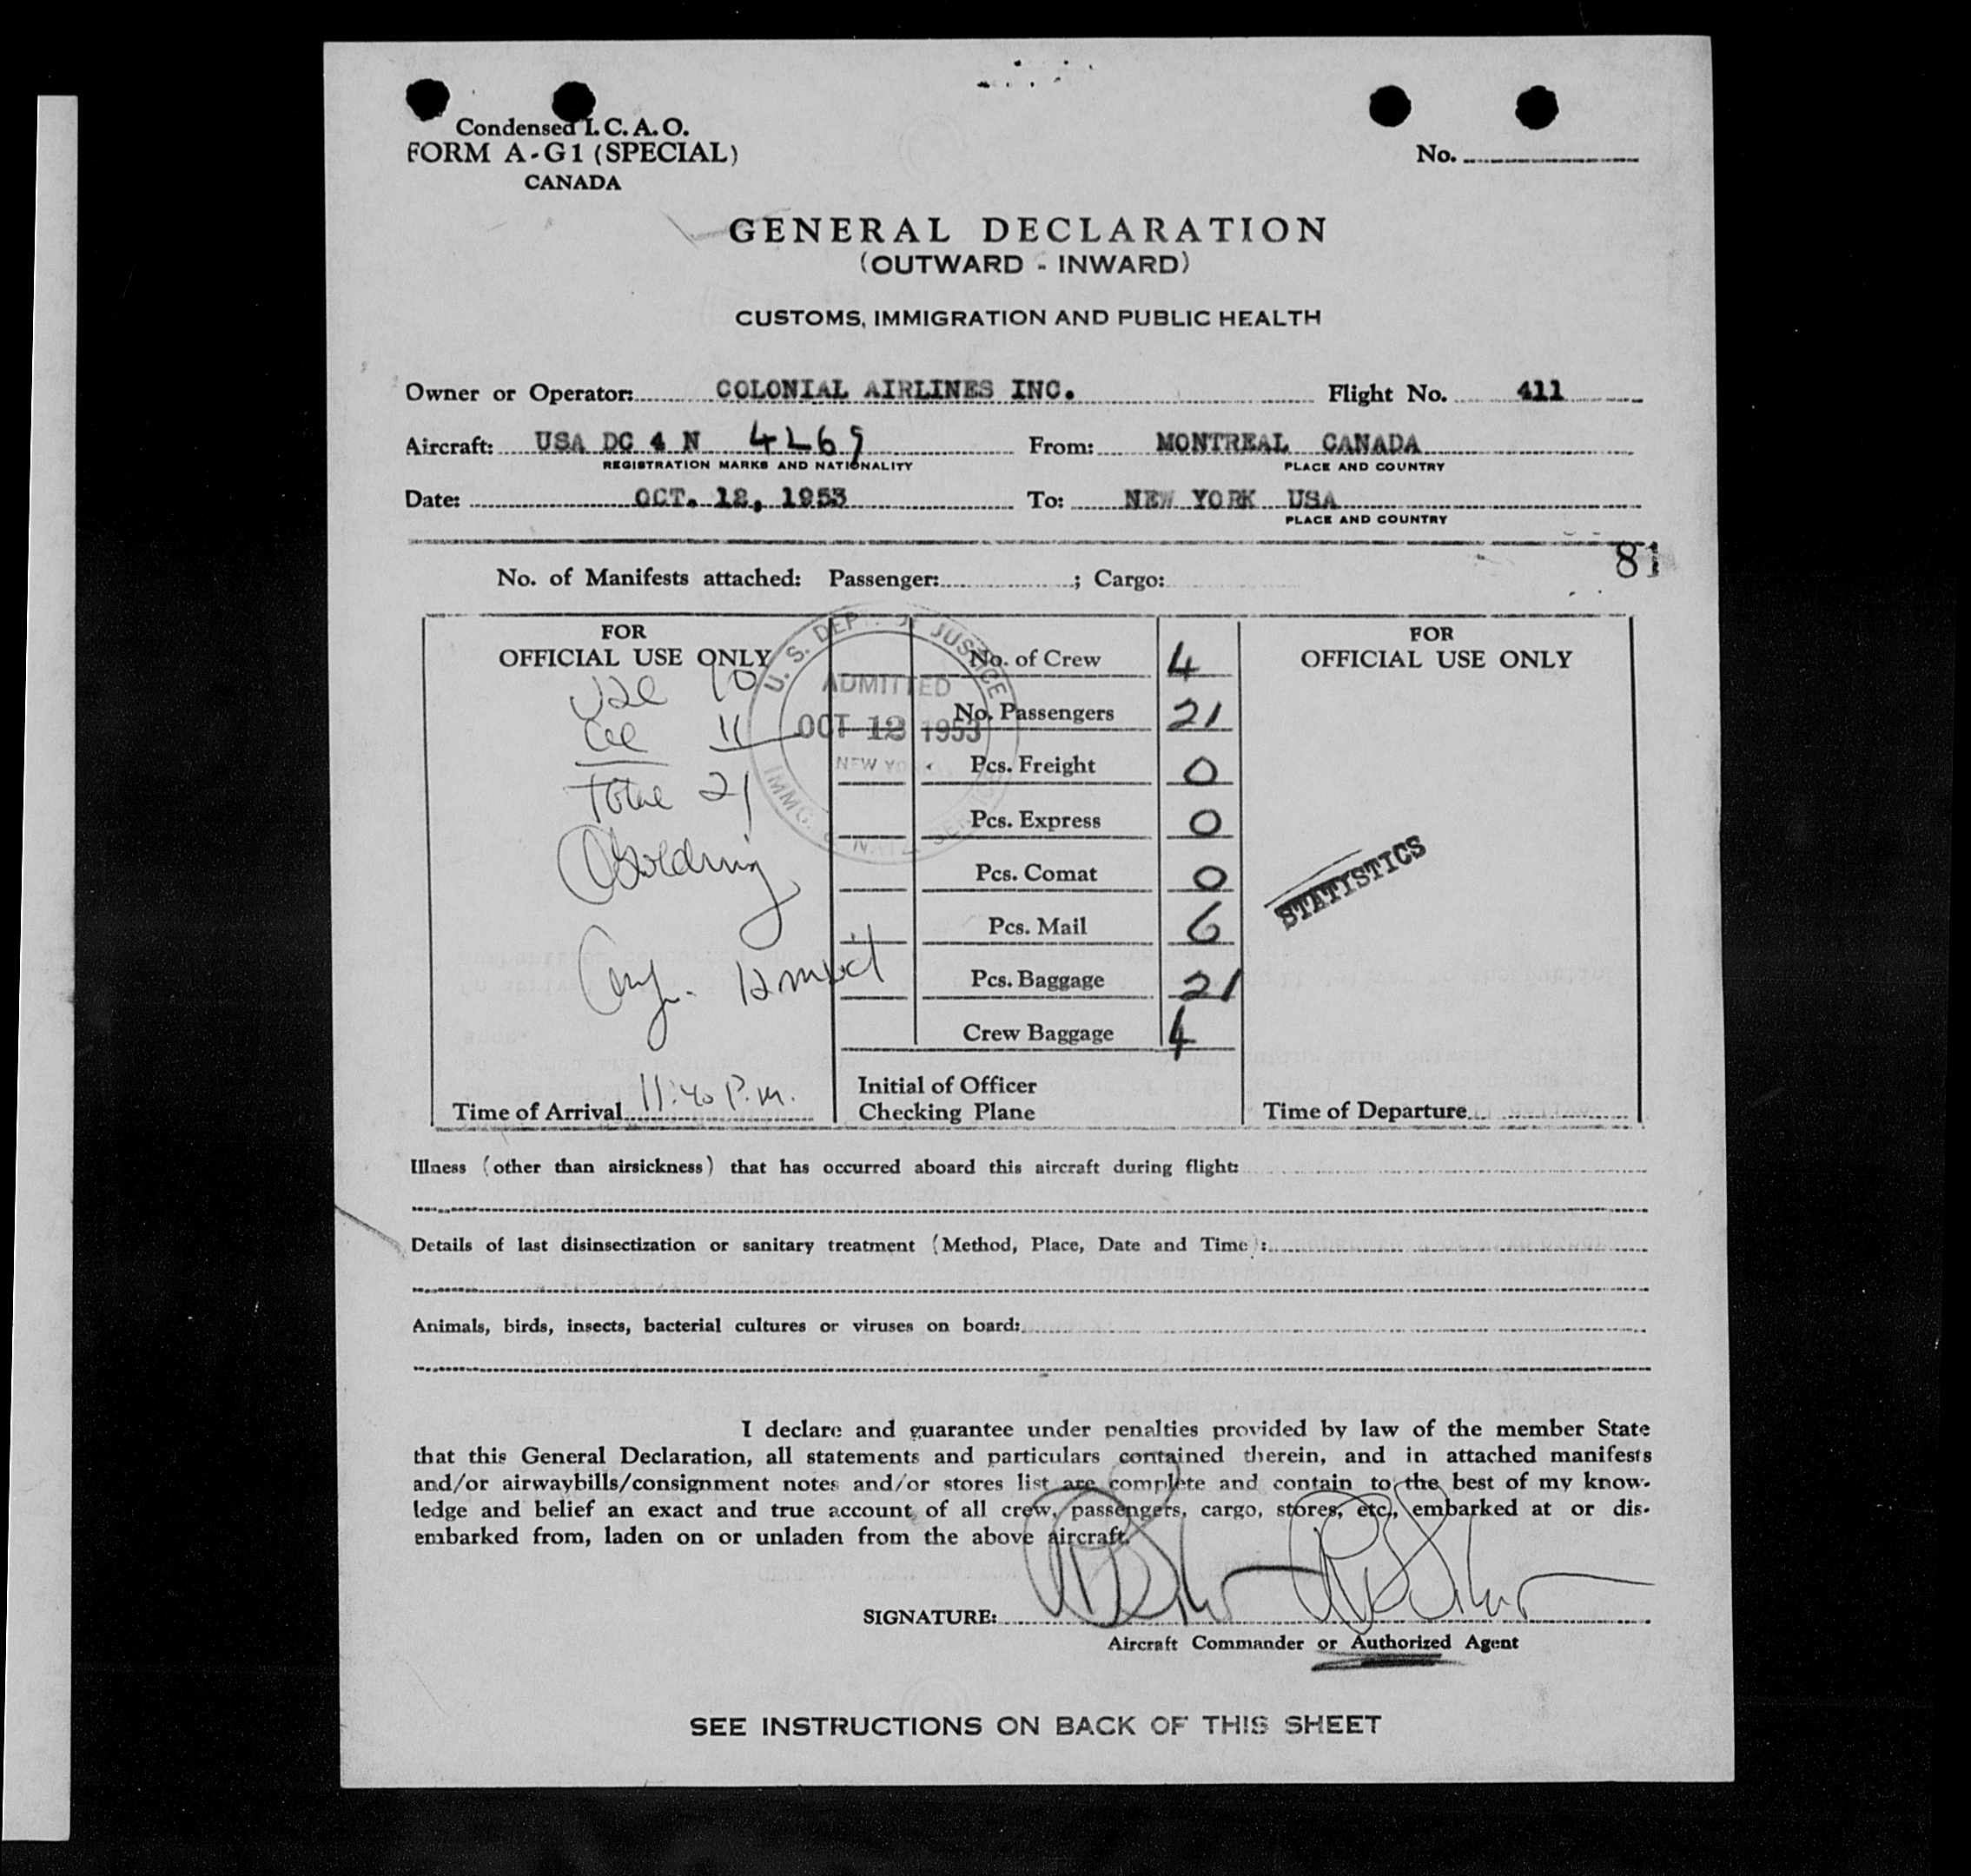 Condensed I. C. A. O.
FORM A-G1 (SPECIAL)
CANADA
No.
GENERAL DECLARATION
(OUTWARD - INWARD)
CUSTOMS, IMMIGRATION AND PUBLIC HEALTH
Owner or Operator: COLONIAL AIRLINES INC. Flight No. 411
Aircraft: USA DC 4 N From: MONTREAL CANADA
REGISTRATION MARKS AND NATIONALITY PLACE AND COUNTRY
Date: OCT. 12, 1953 To: NEW YORK USA
PLACE AND COUNTRY
81
No. of Manifests attached: Passenger: ; Cargo:
FOR
OFFICIAL USE ONLY
10
11
Total 21
Time of Arrival 11:40 P.m.
U. S. DEPT. OF JUSTICE
ADMITTED
OCT 12 1953
NEW YORK
IMMIG. & NATZ. SERVICE
No. of Crew 4
No. Passengers 21
Pcs. Freight 0
Pcs. Express 0
Pcs. Comat 0
Pcs. Mail 6
Pcs. Baggage 21
Crew Baggage 4
Initial of Officer
Checking Plane
FOR
OFFICIAL USE ONLY
STATISTICS
Time of Departure
Illness (other than airsickness) that has occurred aboard this aircraft during flight:
Details of last disinsectization or sanitary treatment (Method, Place, Date and Time):
Animals, birds, insects, bacterial cultures or viruses on board:
I declare and guarantee under penalties provided by law of the member State
that this General Declaration, all statements and particulars contained therein, and in attached manifests
and/or airwaybills/consignment notes and/or stores list are complete and contain to the best of my know-
ledge and belief an exact and true account of all crew, passengers, cargo, stores, etc., embarked at or dis-
embarked from, laden on or unladen from the above aircraft.
SIGNATURE:
Aircraft Commander or Authorized Agent
SEE INSTRUCTIONS ON BACK OF THIS SHEET